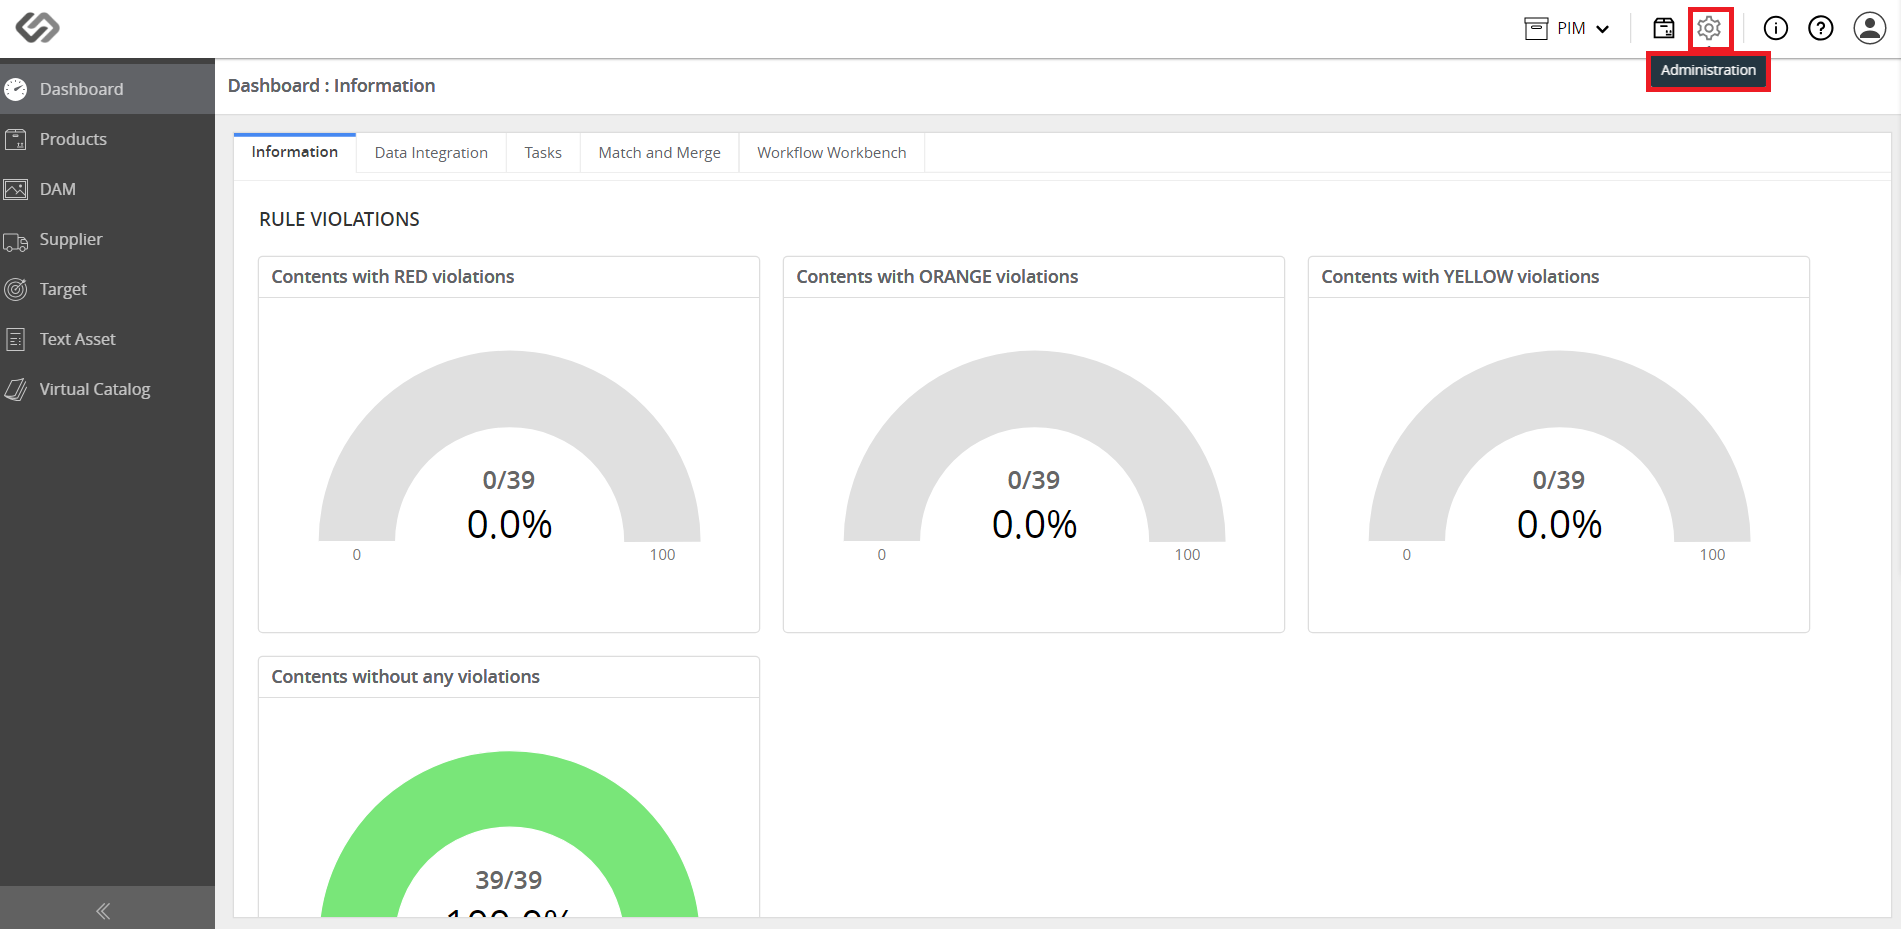 PIM
Administration
Dashboard
Products
DAM
Supplier
Target
Text Asset
Virtual Catalog
Dashboard : Information
Information
Data Integration
Tasks
Match and Merge
Workflow Workbench
RULE VIOLATIONS
Contents with RED violations
0/39
0.0%
0
100
Contents with ORANGE violations
0/39
0.0%
0
100
Contents with YELLOW violations
0/39
0.0%
0
100
Contents without any violations
39/39
100.0%